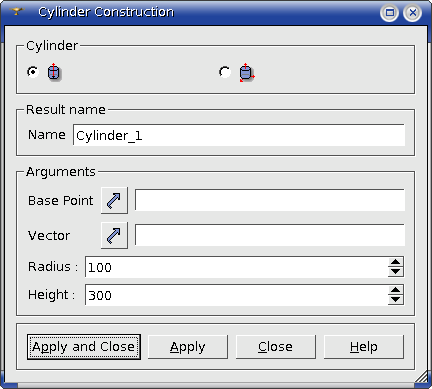 Cylinder Construction
Cylinder
Result name
Name Cylinder_1
Arguments
Base Point
Vector
Radius : 100
Height : 300
Apply and Close Apply Close Help